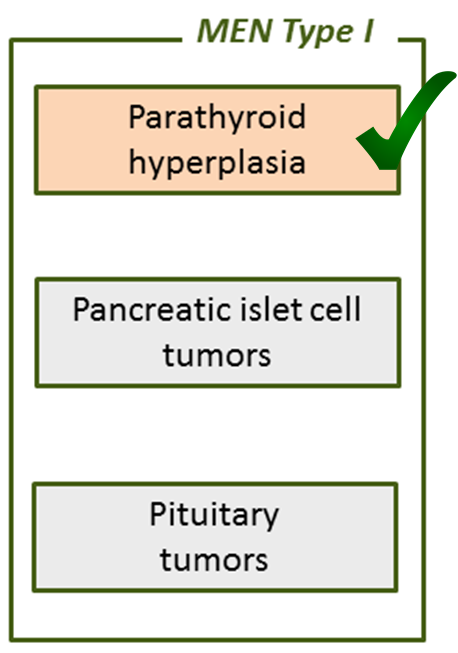 MEN Type I
Parathyroid
hyperplasia
Pancreatic islet cell
tumors
Pituitary
tumors